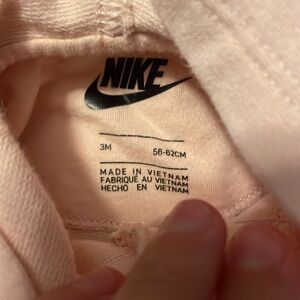 NIKE
3M 56-62CM
MADE IN VIETNAM
FABRIQUÉ AU VIETNAM
HECHO EN VIETNAM